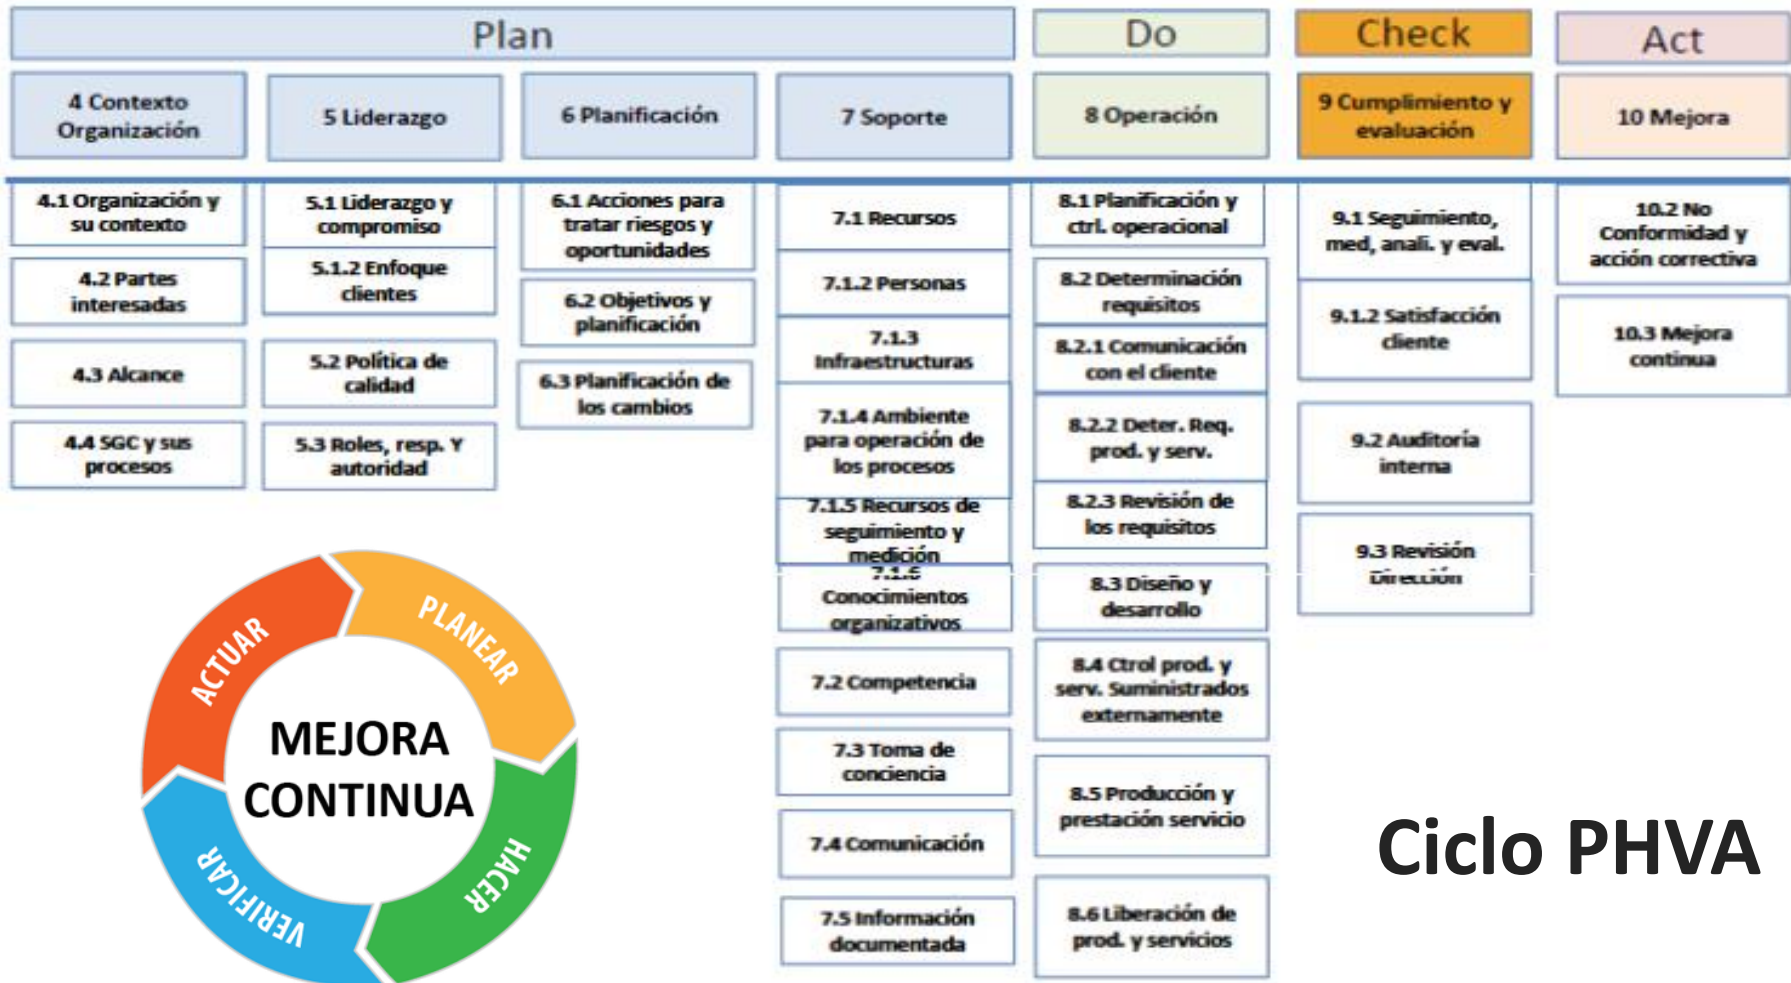 Plan
Do
Check
Act
4 Contexto
Organización
5 Liderazgo
6 Planificación
7 Soporte
8 Operación
9 Cumplimiento y
evaluación
10 Mejora
4.1 Organización y
su contexto
4.2 Partes
interesadas
4.3 Alcance
4.4 SGC y sus
procesos
5.1 Liderazgo y
compromiso
5.1.2 Enfoque
clientes
5.2 Política de
calidad
5.3 Roles, resp. Y
autoridad
6.1 Acciones para
tratar riesgos y
oportunidades
6.2 Objetivos y
planificación
6.3 Planificación de
los cambios
7.1 Recursos
7.1.2 Personas
7.1.3
Infraestructuras
7.1.4 Ambiente
para operación de
los procesos
7.1.5 Recursos de
seguimiento y
medición
7.1.6
Conocimientos
organizativos
7.2 Competencia
7.3 Toma de
conciencia
7.4 Comunicación
7.5 Información
documentada
8.1 Planificación y
ctrl. operacional
8.2 Determinación
requisitos
8.2.1 Comunicación
con el cliente
8.2.2 Deter. Req.
prod. y serv.
8.2.3 Revisión de
los requisitos
8.3 Diseño y
desarrollo
8.4 Ctrol prod. y
serv. Suministrados
externamente
8.5 Producción y
prestación servicio
8.6 Liberación de
prod. y servicios
9.1 Seguimiento,
med, anali. y eval.
9.1.2 Satisfacción
cliente
9.2 Auditoría
interna
9.3 Revisión
Dirección
10.2 No
Conformidad y
acción correctiva
10.3 Mejora
continua
ACTUAR
PLANEAR
HACER
VERIFICAR
MEJORA
CONTINUA
Ciclo PHVA